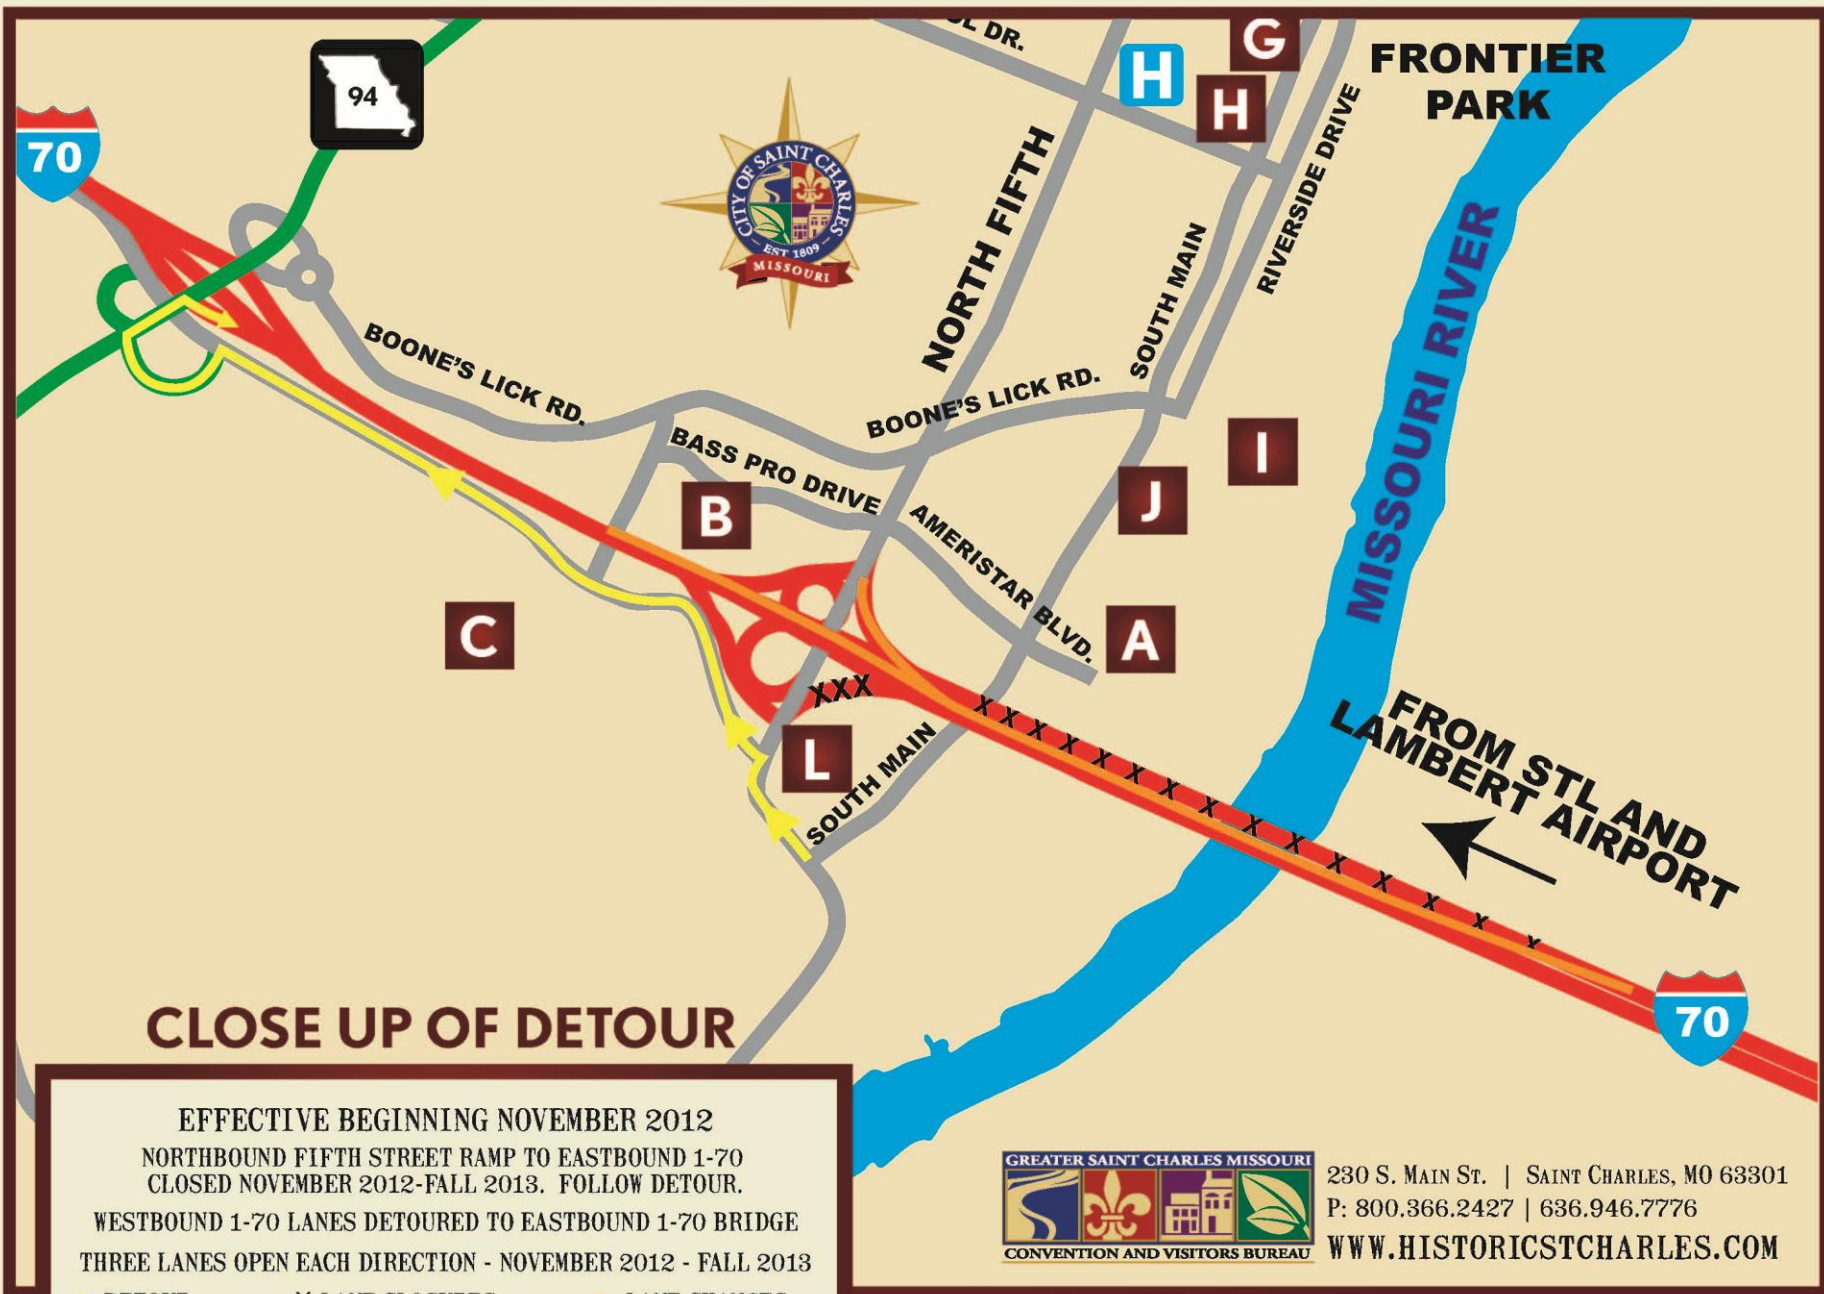 DR.
G
H
H
FRONTIER
PARK
94
70
CITY OF SAINT CHARLES
EST 1809
MISSOURI
NORTH FIFTH
SOUTH MAIN
RIVERSIDE DRIVE
MISSOURI RIVER
BOONE'S LICK RD.
BOONE'S LICK RD.
BASS PRO DRIVE
AMERISTAR BLVD.
I
J
B
C
A
L
XXX
SOUTH MAIN
X X X X X X X X X X X X X X
FROM STL AND
LAMBERT AIRPORT
70
CLOSE UP OF DETOUR
EFFECTIVE BEGINNING NOVEMBER 2012
NORTHBOUND FIFTH STREET RAMP TO EASTBOUND 1-70
CLOSED NOVEMBER 2012-FALL 2013. FOLLOW DETOUR.
WESTBOUND 1-70 LANES DETOURED TO EASTBOUND 1-70 BRIDGE
THREE LANES OPEN EACH DIRECTION - NOVEMBER 2012 - FALL 2013
GREATER SAINT CHARLES MISSOURI
CONVENTION AND VISITORS BUREAU
230 S. MAIN ST. | SAINT CHARLES, MO 63301
P: 800.366.2427 | 636.946.7776
WWW.HISTORICSTCHARLES.COM